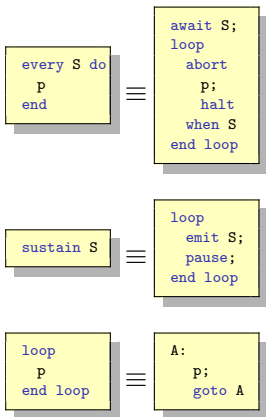 every S do
  p
end
≡
await S;
loop
  abort
    p;
    halt
  when S
end loop
sustain S
≡
loop
  emit S;
  pause;
end loop
loop
  p
end loop
≡
A:
  p;
  goto A